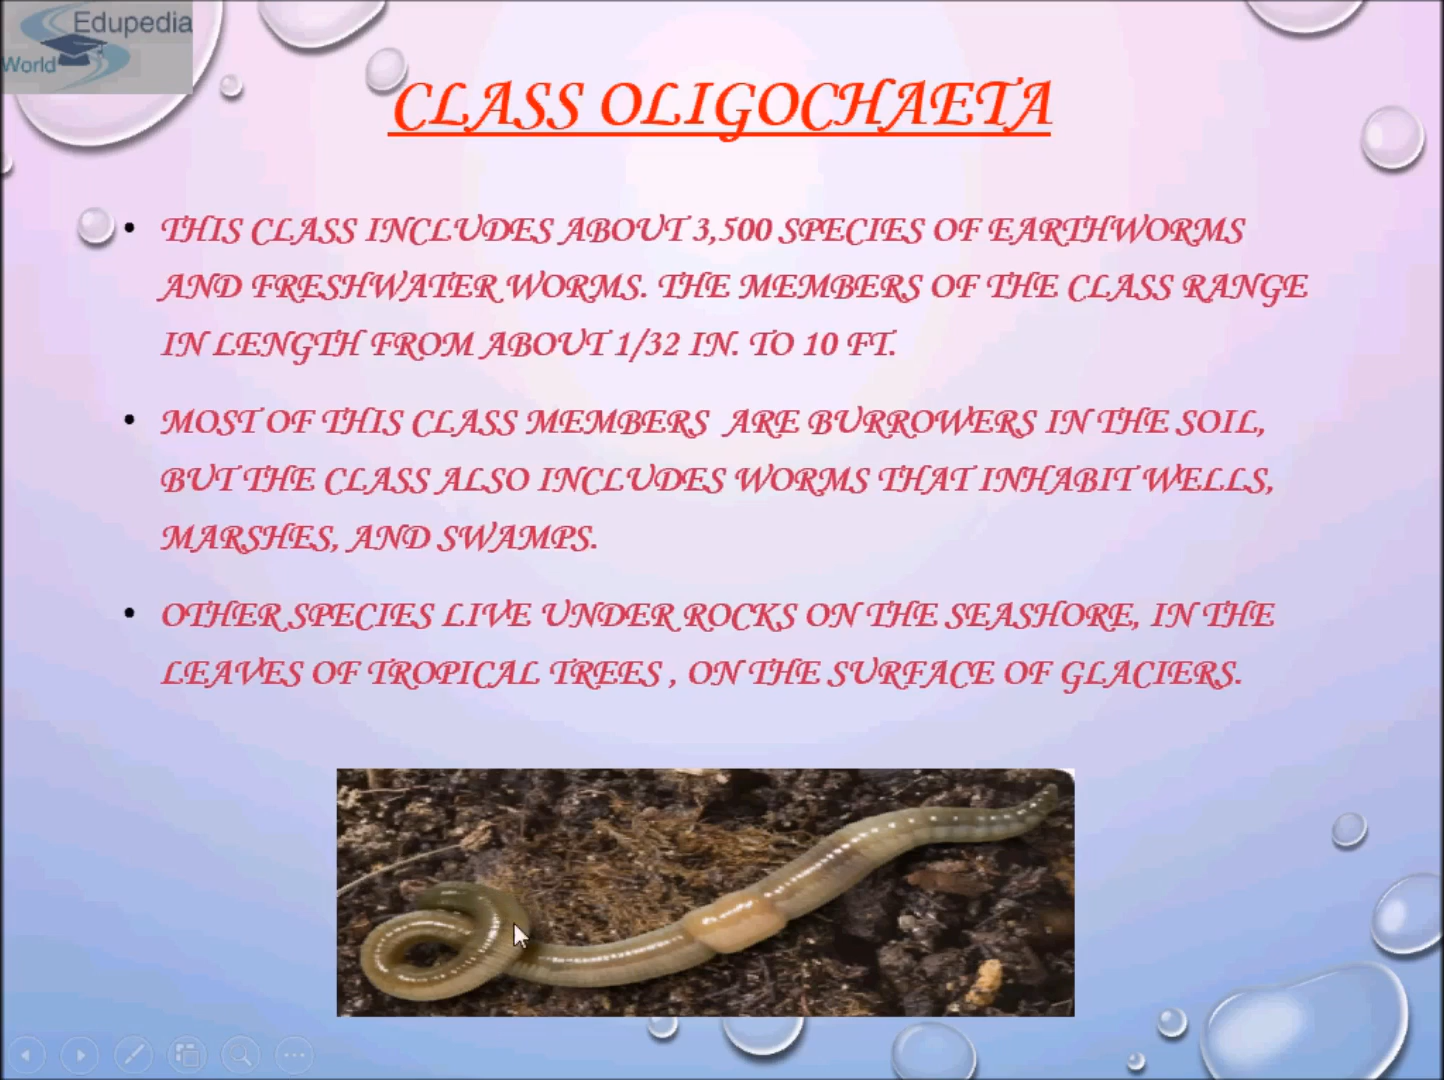 Edupedia
World
CLASS OLIGOCHAETA
• THIS CLASS INCLUDES ABOUT 3,500 SPECIES OF EARTHWORMS
AND FRESHWATER WORMS. THE MEMBERS OF THE CLASS RANGE
IN LENGTH FROM ABOUT 1/32 IN. TO 10 FT.
• MOST OF THIS CLASS MEMBERS ARE BURROWERS IN THE SOIL,
BUT THE CLASS ALSO INCLUDES WORMS THAT INHABIT WELLS,
MARSHES, AND SWAMPS.
• OTHER SPECIES LIVE UNDER ROCKS ON THE SEASHORE, IN THE
LEAVES OF TROPICAL TREES , ON THE SURFACE OF GLACIERS.